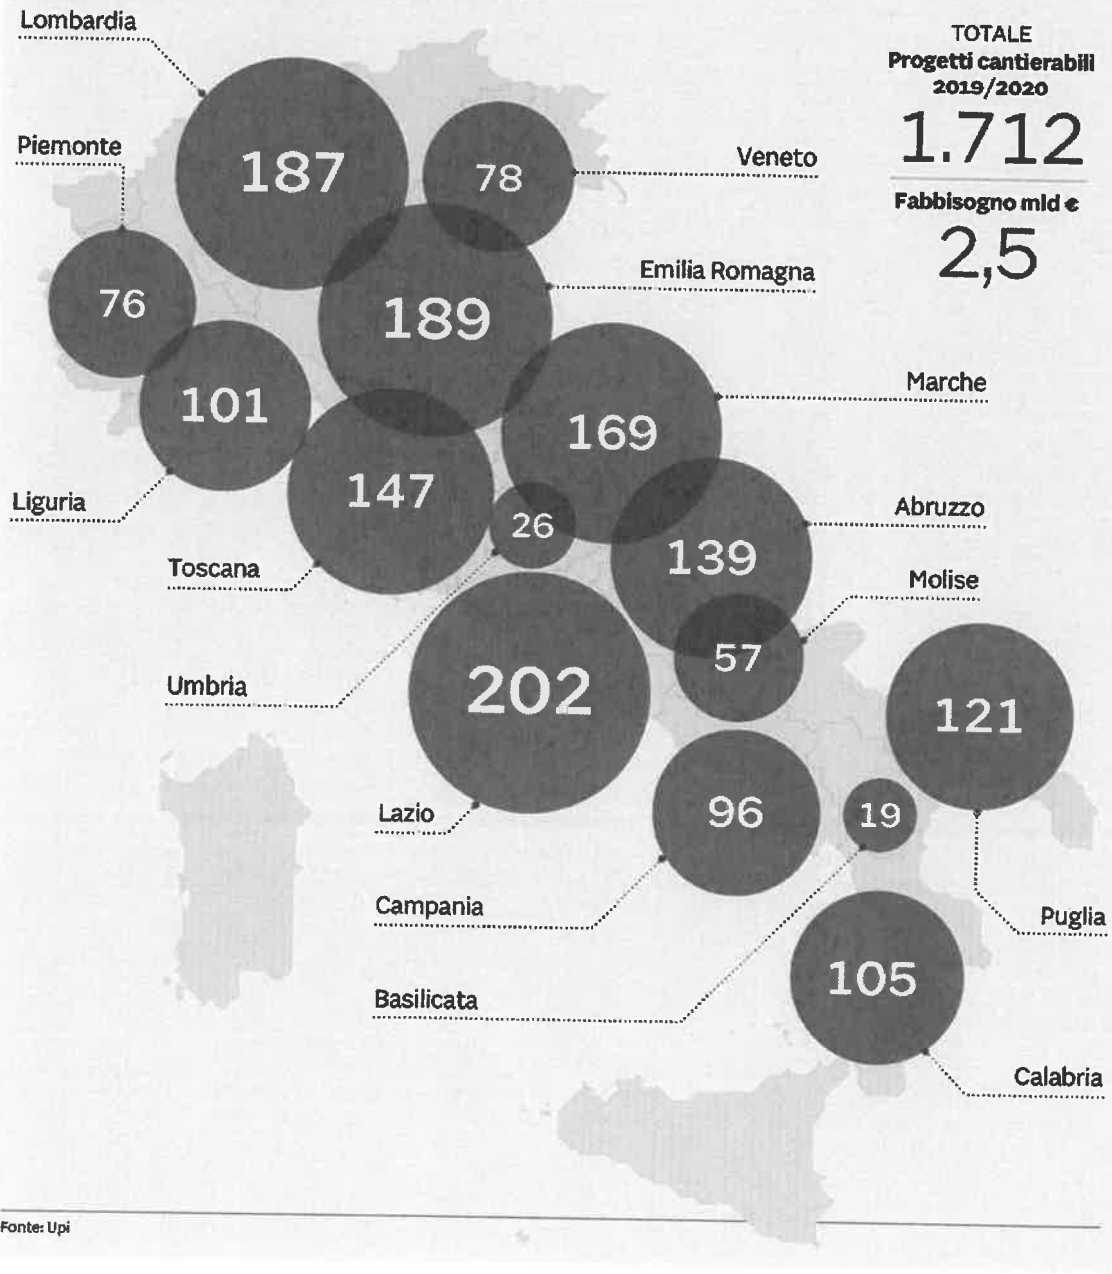 Lombardia
TOTALE
Progetti cantierabili
2019/2020
1.712
Fabbisogno mld €
2,5
Piemonte
187
78
Veneto
Emilia Romagna
76
189
Marche
101
169
Liguria
147
26
Abruzzo
Toscana
139
Molise
57
Umbria
202
121
Lazio
96
19
Campania
Puglia
105
Basilicata
Calabria
Fonte: Upi